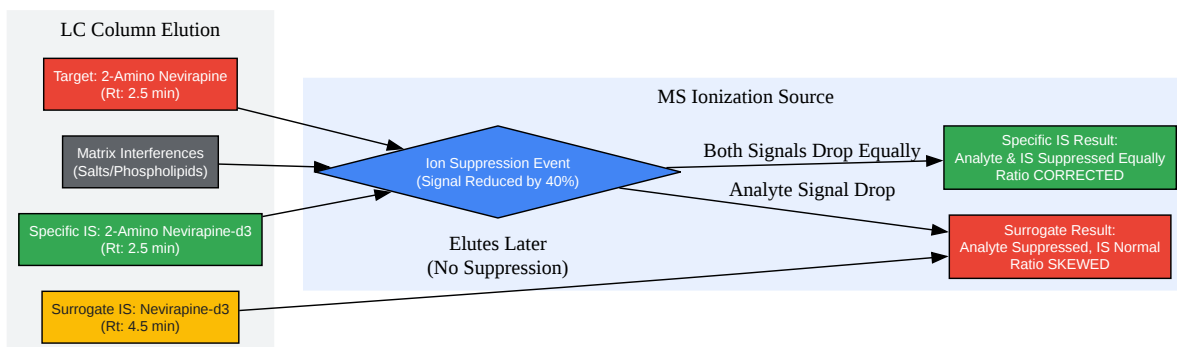 LC Column Elution
Target: 2-Amino Nevirapine
(Rt: 2.5 min)
Matrix Interferences
(Salts/Phospholipids)
Specific IS: 2-Amino Nevirapine-d3
(Rt: 2.5 min)
Surrogate IS: Nevirapine-d3
(Rt: 4.5 min)
MS Ionization Source
Ion Suppression Event
(Signal Reduced by 40%)
Both Signals Drop Equally
Analyte Signal Drop
Elutes Later
(No Suppression)
Specific IS Result:
Analyte & IS Suppressed Equally
Ratio CORRECTED
Surrogate Result:
Analyte Suppressed, IS Normal
Ratio SKEWED